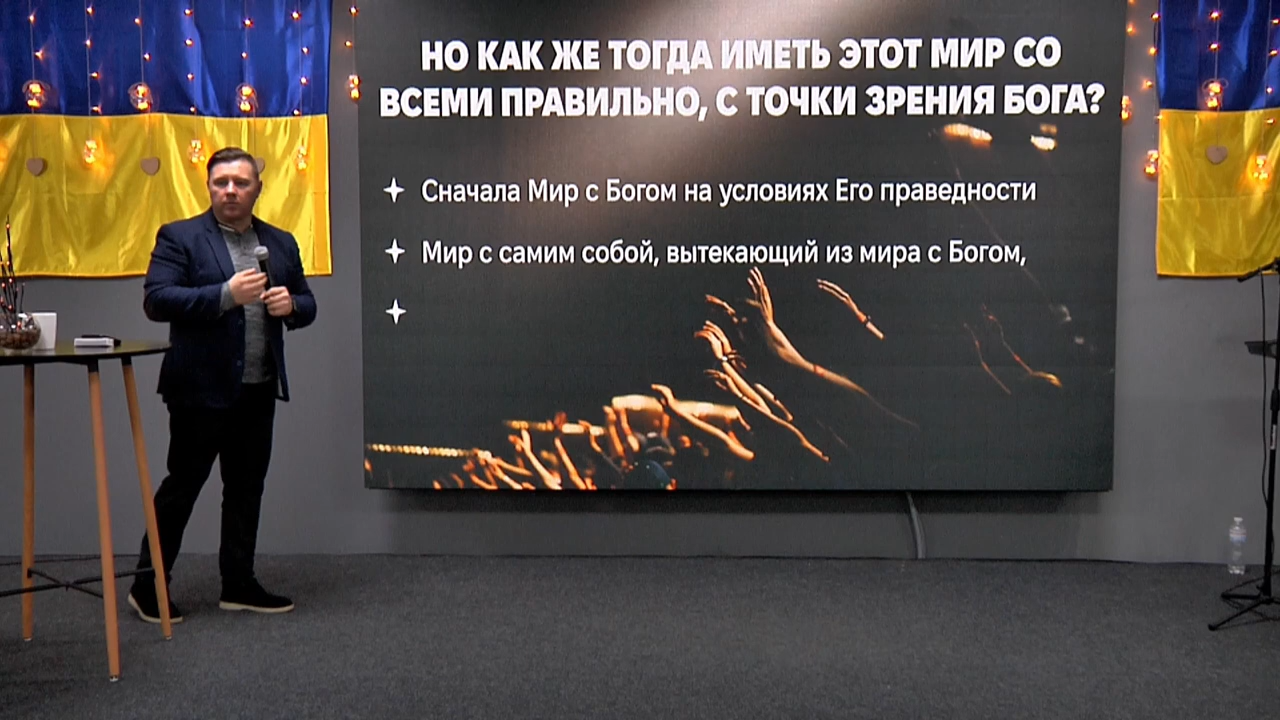 НО КАК ЖЕ ТОГДА ИМЕТЬ ЭТОТ МИР СО
ВСЕМИ ПРАВИЛЬНО, С ТОЧКИ ЗРЕНИЯ БОГА?
Сначала Мир с Богом на условиях Его праведности
Мир с самим собой, вытекающий из мира с Богом,